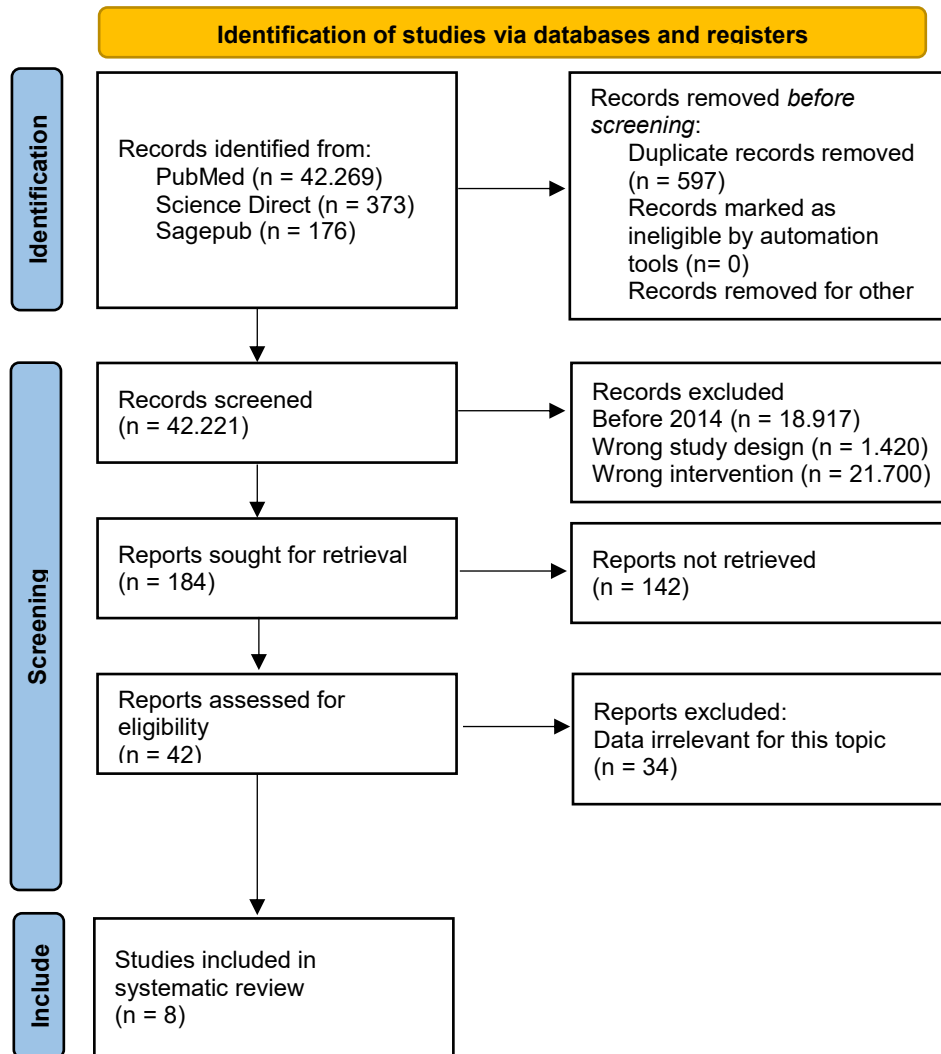 Identification of studies via databases and registers
Identification
Records identified from:
PubMed (n = 42.269)
Science Direct (n = 373)
Sagepub (n = 176)
Records removed before
screening:
Duplicate records removed
(n = 597)
Records marked as
ineligible by automation
tools (n= 0)
Records removed for other
Screening
Records screened
(n = 42.221)
Records excluded
Before 2014 (n = 18.917)
Wrong study design (n = 1.420)
Wrong intervention (n = 21.700)
Reports sought for retrieval
(n = 184)
Reports not retrieved
(n = 142)
Reports assessed for
eligibility
(n = 42)
Reports excluded:
Data irrelevant for this topic
(n = 34)
Include
Studies included in
systematic review
(n = 8)